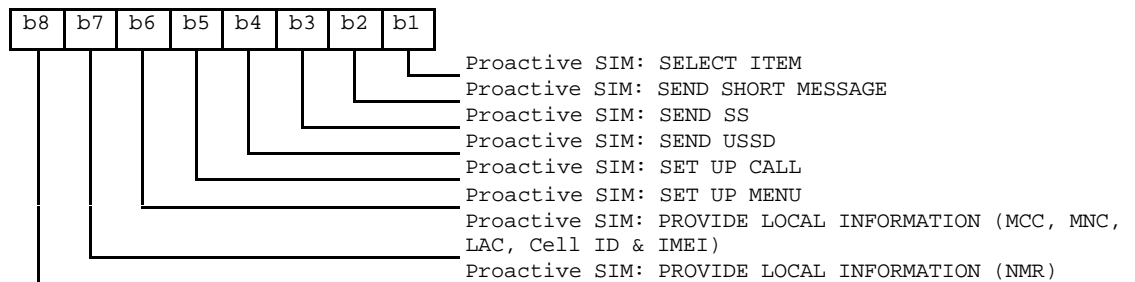 b8 b7 b6 b5 b4 b3 b2 b1
Proactive SIM: SELECT ITEM
Proactive SIM: SEND SHORT MESSAGE
Proactive SIM: SEND SS
Proactive SIM: SEND USSD
Proactive SIM: SET UP CALL
Proactive SIM: SET UP MENU
Proactive SIM: PROVIDE LOCAL INFORMATION (MCC, MNC,
LAC, Cell ID & IMEI)
Proactive SIM: PROVIDE LOCAL INFORMATION (NMR)